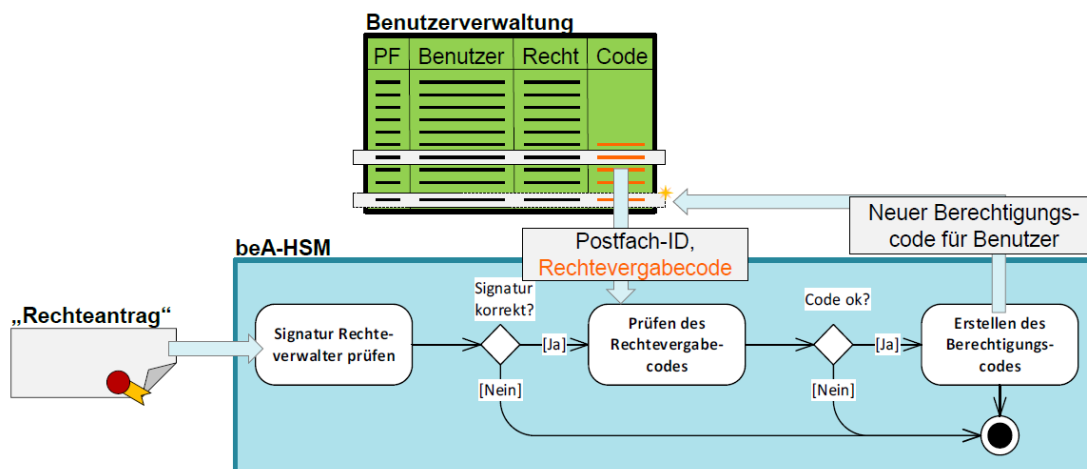 Benutzerverwaltung
PF Benutzer Recht Code
Neuer Berechtigungs-
code für Benutzer
Postfach-ID,
Rechtevergabecode
beA-HSM
„Rechteantrag“
Signatur Rechte-
verwalter prüfen
Signatur
korrekt?
[Ja]
[Nein]
Prüfen des
Rechtevergabe-
codes
Code ok?
[Ja]
[Nein]
Erstellen des
Berechtigungs-
codes